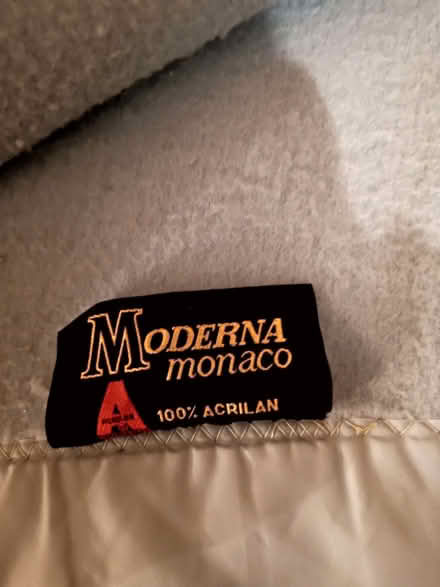 MODERNA
monaco
A
100% ACRILAN